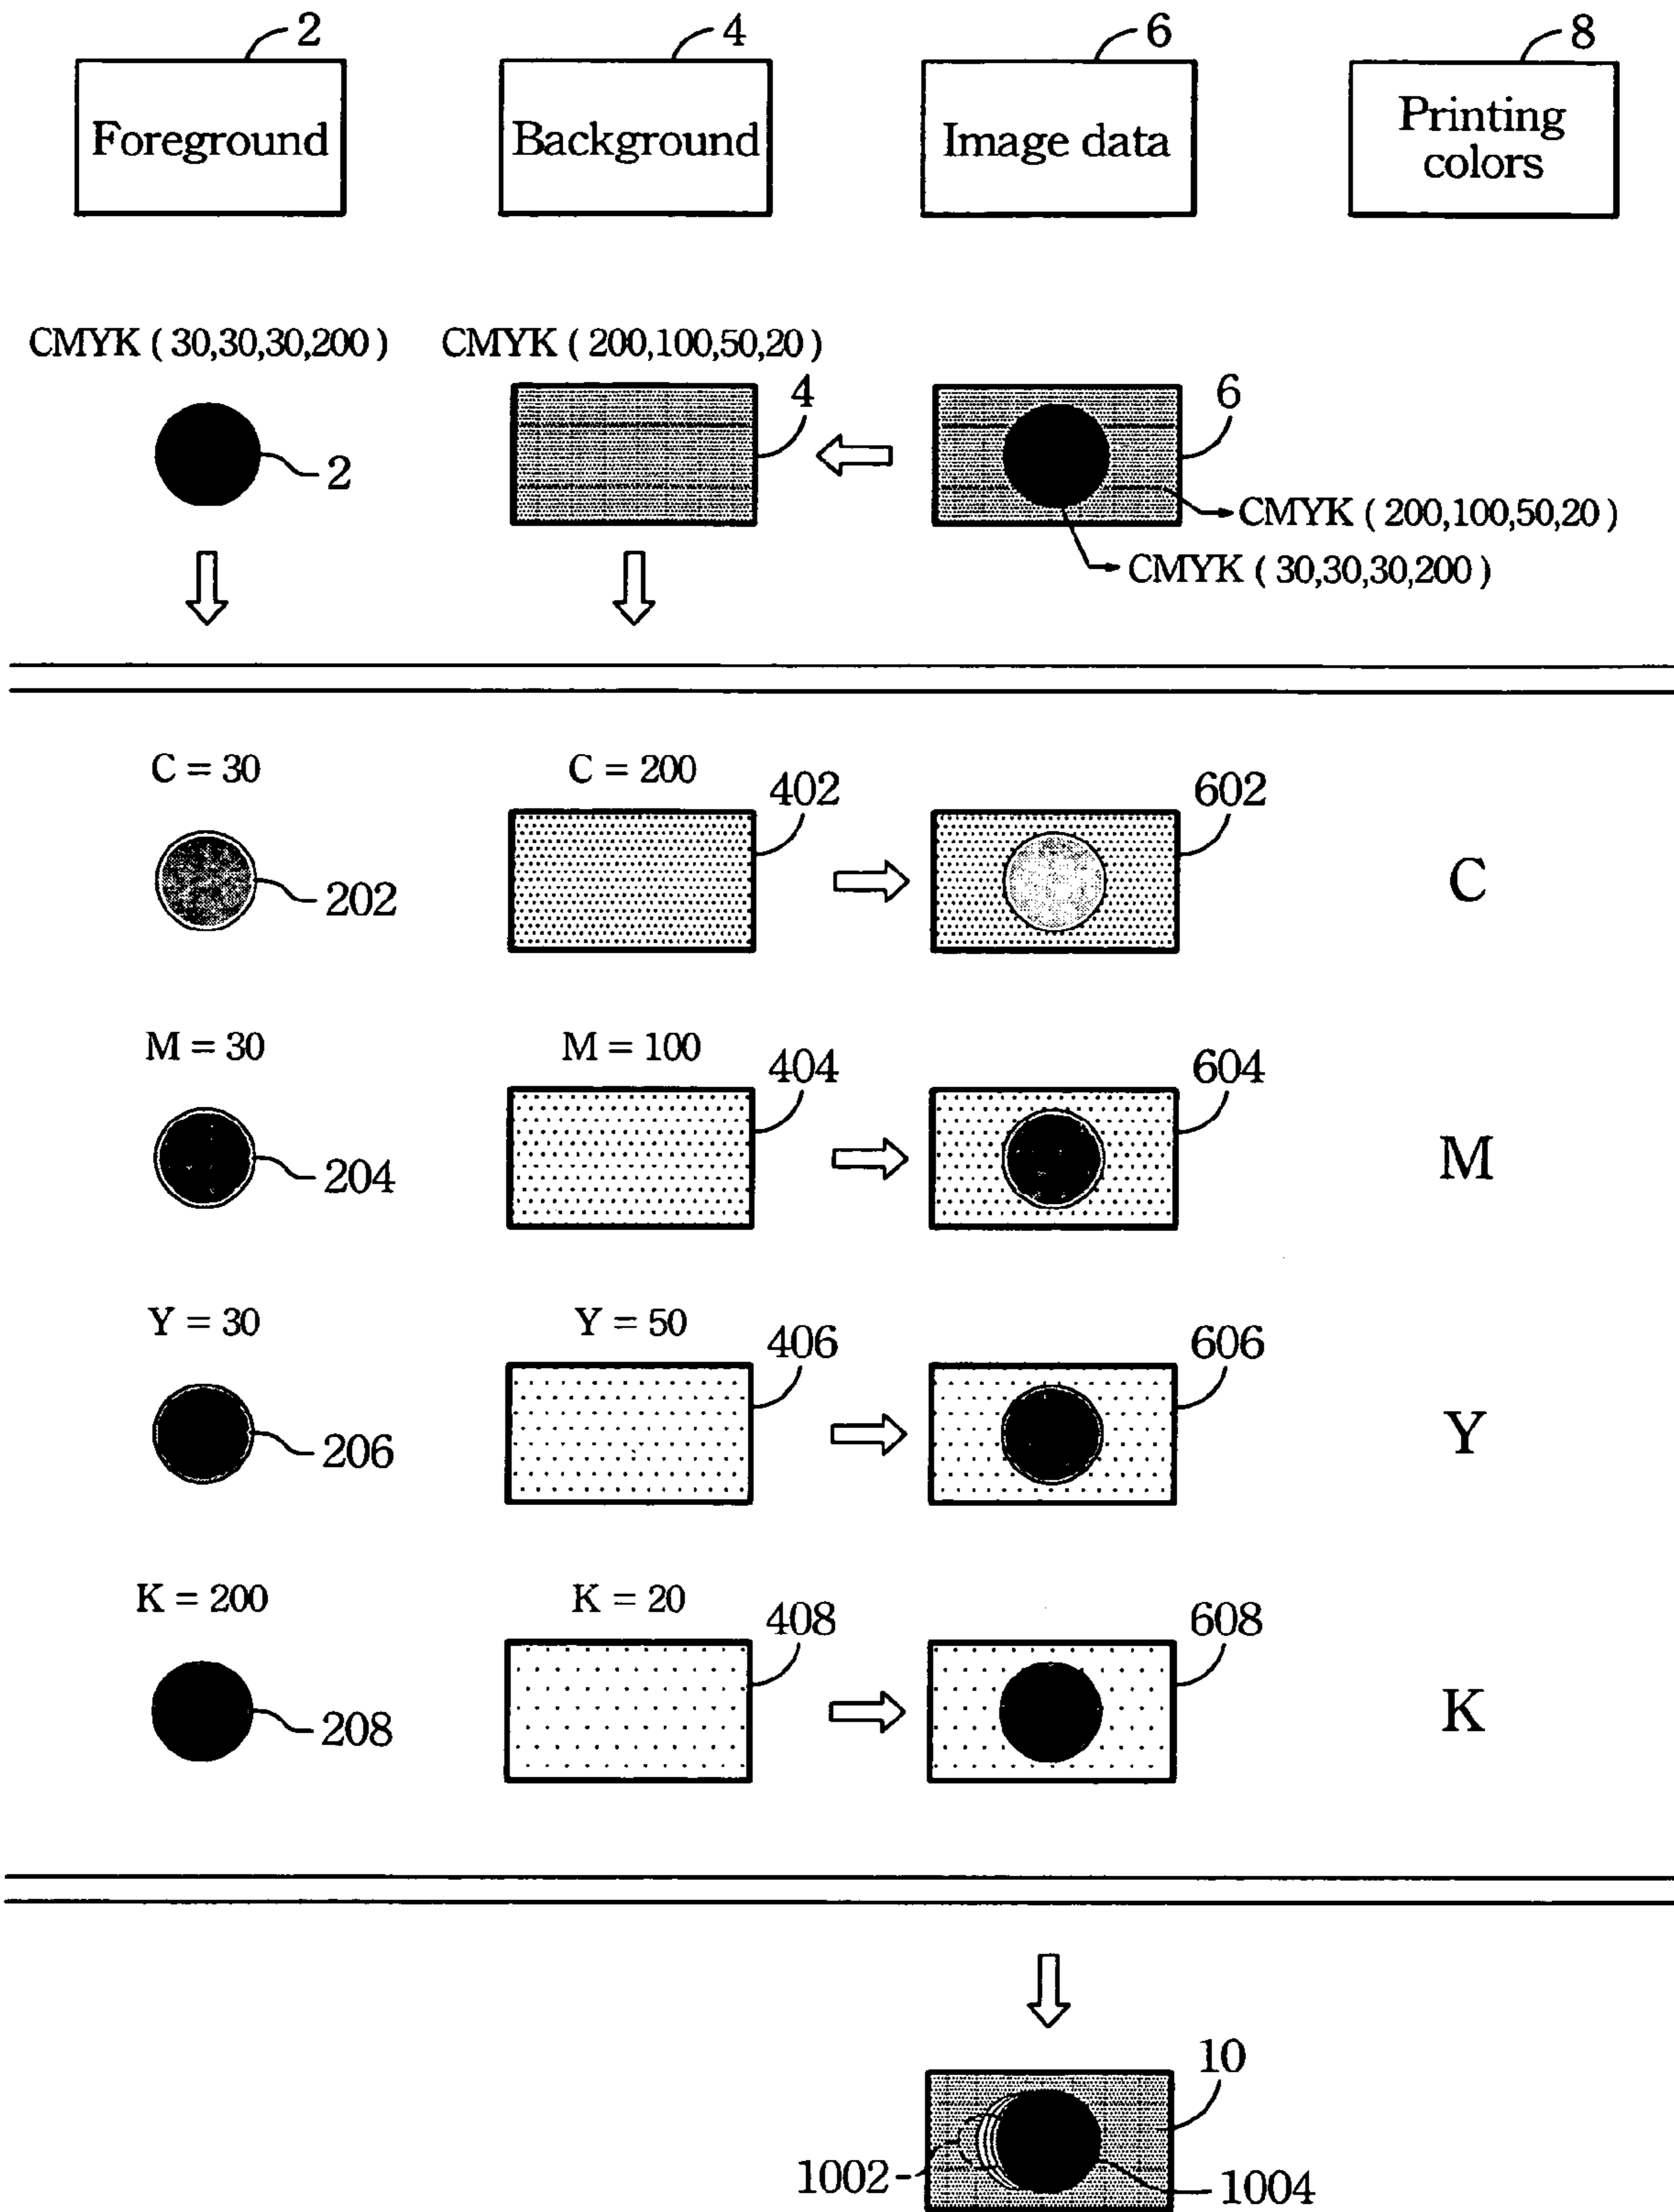 2
4
6
8
Foreground
Background
Image data
Printing
colors
CMYK ( 30,30,30,200 )
CMYK ( 200,100,50,20 )
4
6
2
CMYK ( 200,100,50,20 )
CMYK ( 30,30,30,200 )
C = 30
C = 200
402
602
202
C
M = 30
M = 100
404
604
204
M
Y = 30
Y = 50
406
606
206
Y
K = 200
K = 20
408
608
208
K
10
1002
1004